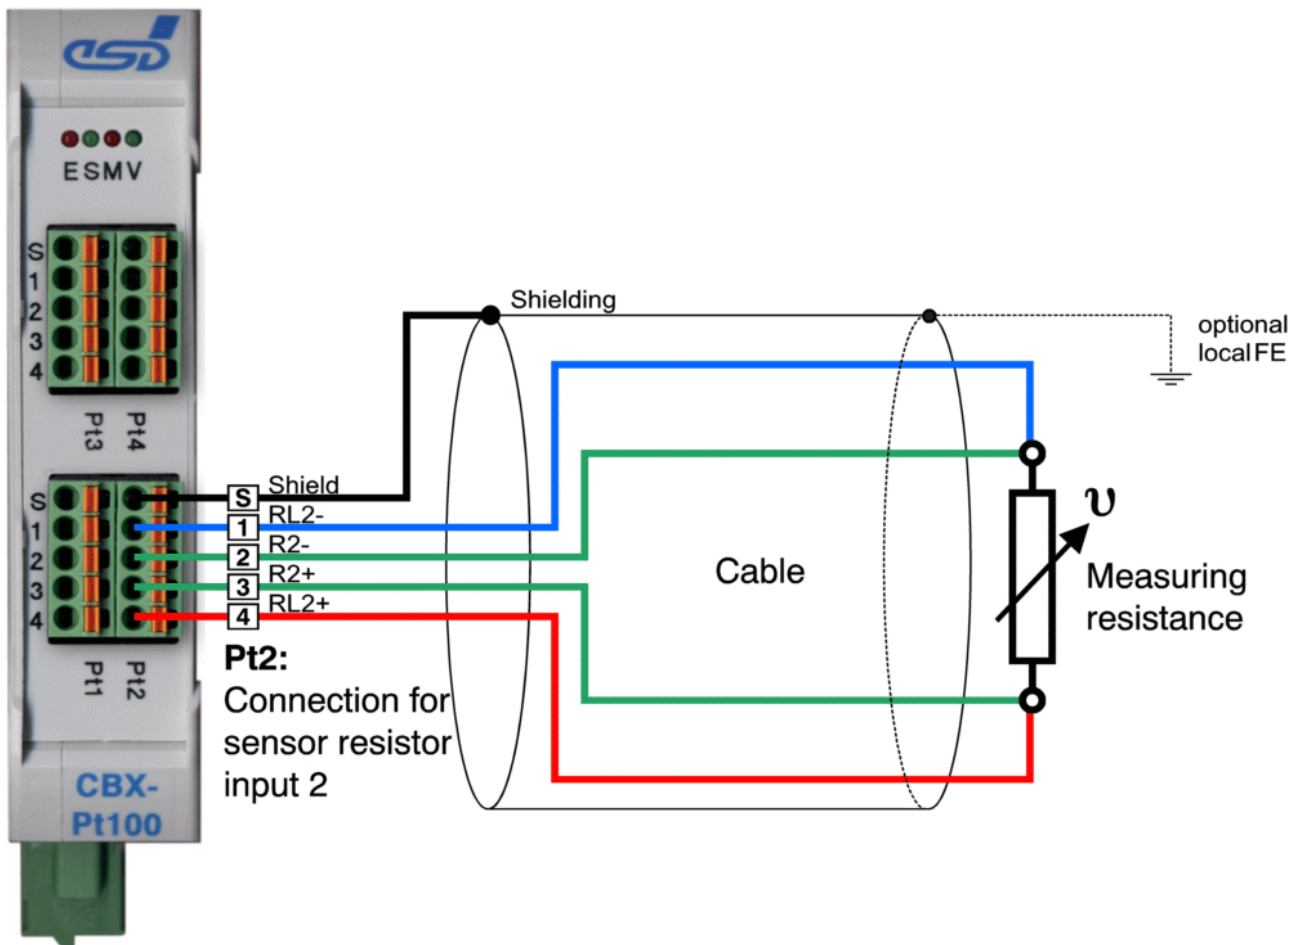 esd
ESMV
S
1
2
3
4
Pt3
Pt4
S
1
2
3
4
Pt1
Pt2
CBX-
Pt100
S Shield
1 RL2-
2 R2-
3 R2+
4 RL2+
Pt2:
Connection for
sensor resistor
input 2
Shielding
Cable
optional
local FE
υ
Measuring
resistance